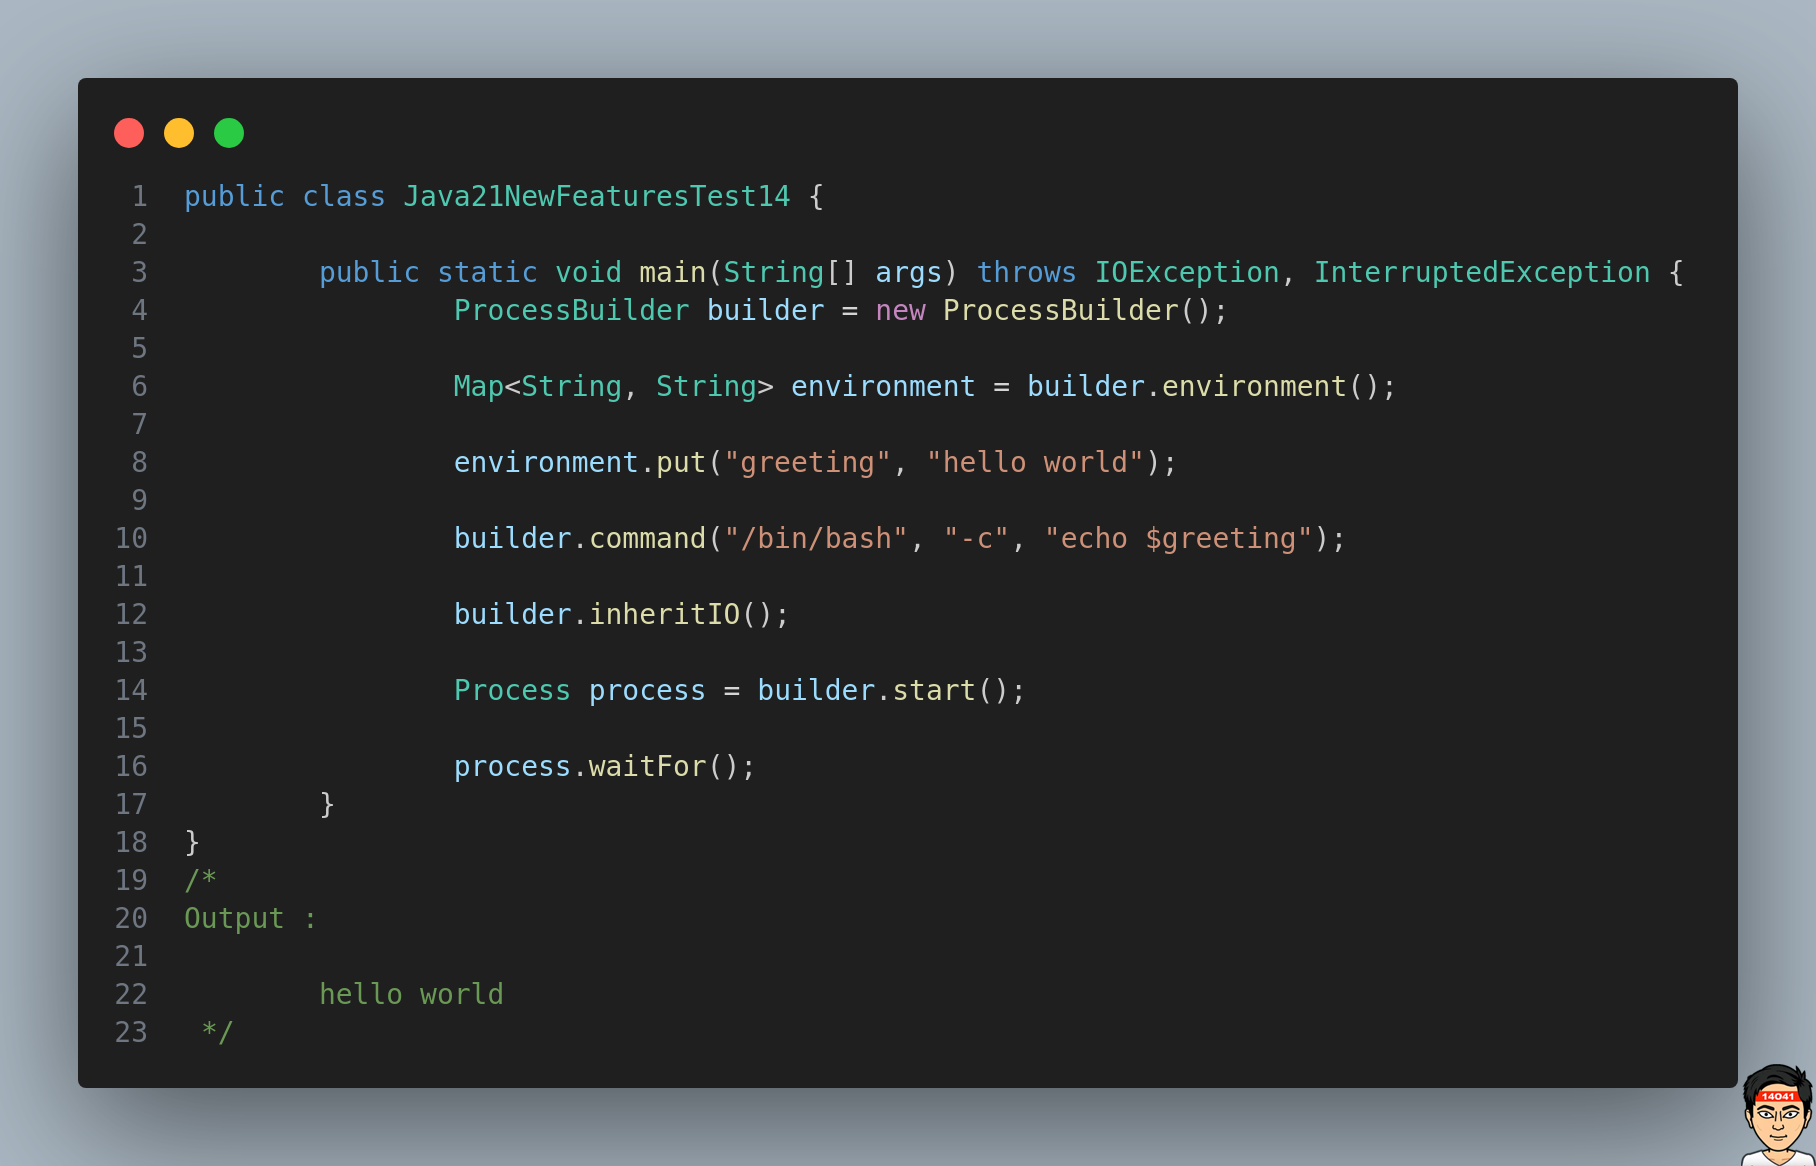 1 public class Java21NewFeaturesTest14 {
2
3 public static void main(String[] args) throws IOException, InterruptedException {
4 ProcessBuilder builder = new ProcessBuilder();
5
6 Map<String, String> environment = builder.environment();
7
8 environment.put("greeting", "hello world");
9
10 builder.command("/bin/bash", "-c", "echo $greeting");
11
12 builder.inheritIO();
13
14 Process process = builder.start();
15
16 process.waitFor();
17 }
18 }
19 /*
20 Output :
21
22 hello world
23 */
14041